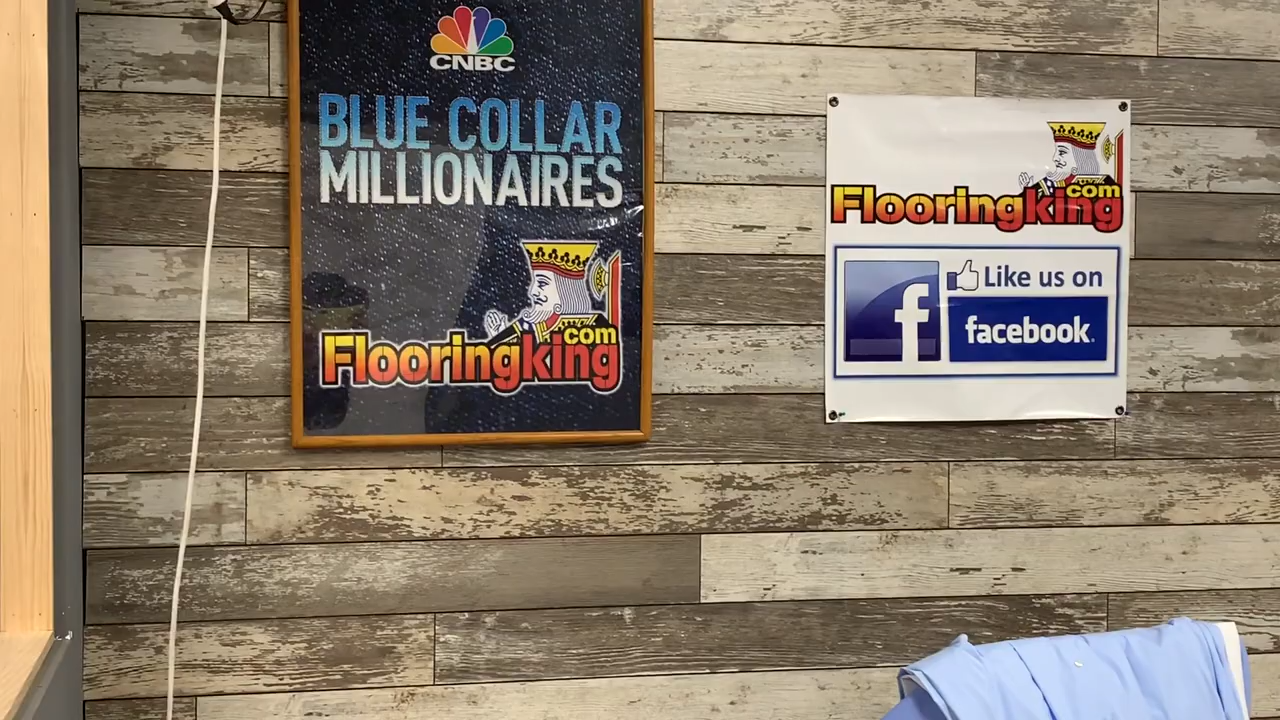 CNBC
BLUE COLLAR
MILLIONAIRES
com
Flooringking
com
Flooringking
f
Like us on
facebook.